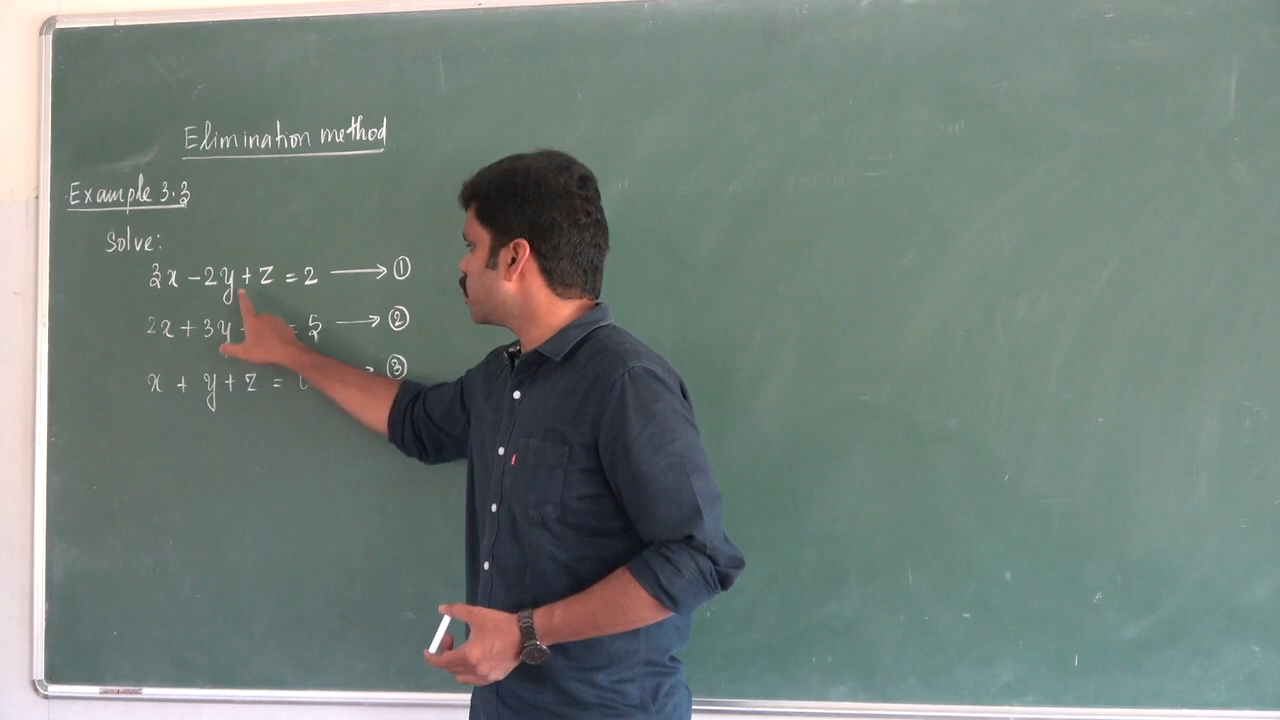 Elimination method
Example 3.3
Solve:
3x - 2y + z = 2 ⟶ ①
2x + 3y - = 5 ⟶ ②
x + y + z = → ③